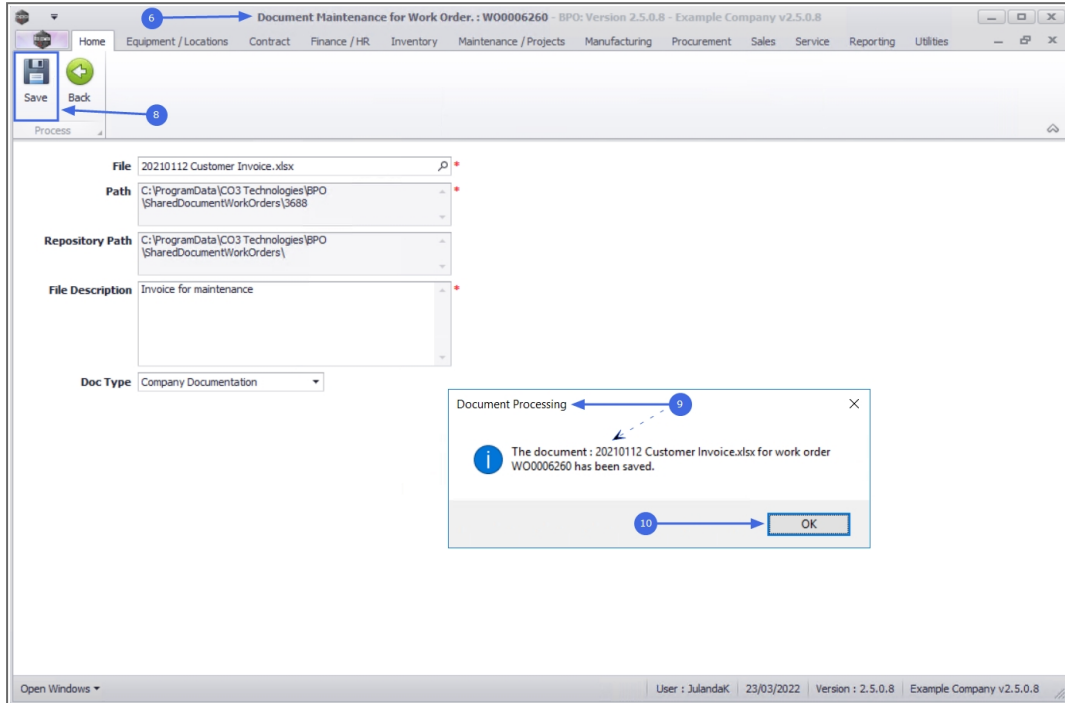 6
Document Maintenance for Work Order. : WO0006260 - BPO: Version 2.5.0.8 - Example Company v2.5.0.8
Home Equipment / Locations Contract Finance / HR Inventory Maintenance / Projects Manufacturing Procurement Sales Service Reporting Utilities
Save Back
8
Process
File 20210112 Customer Invoice.xlsx *
Path C:\ProgramData\CO3 Technologies\BPO *
\SharedDocumentWorkOrders\3688
Repository Path C:\ProgramData\CO3 Technologies\BPO
\SharedDocumentWorkOrders\
File Description Invoice for maintenance *
Doc Type Company Documentation
Document Processing 9
The document : 20210112 Customer Invoice.xlsx for work order
WO0006260 has been saved.
10 OK
Open Windows User : JulandaK 23/03/2022 Version : 2.5.0.8 Example Company v2.5.0.8